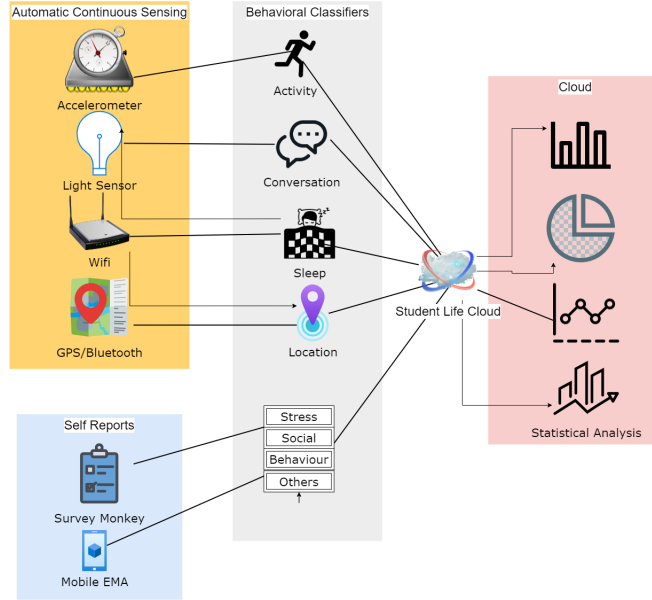 Automatic Continuous Sensing
Accelerometer
Light Sensor
Wifi
GPS/Bluetooth
Self Reports
Survey Monkey
Mobile EMA
Behavioral Classifiers
Activity
Conversation
Sleep
Location
Stress
Social
Behaviour
Others
Student Life Cloud
Cloud
Statistical Analysis